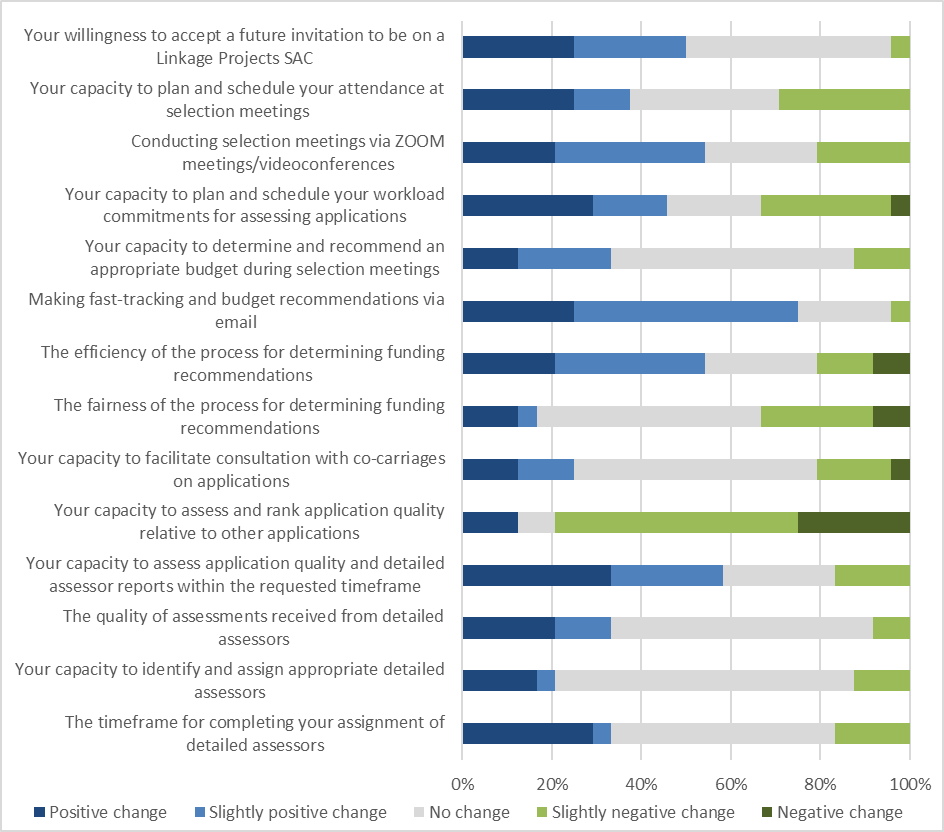 Your willingness to accept a future invitation to be on a
Linkage Projects SAC
Your capacity to plan and schedule your attendance at
selection meetings
Conducting selection meetings via ZOOM
meetings/videoconferences
Your capacity to plan and schedule your workload
commitments for assessing applications
Your capacity to determine and recommend an
appropriate budget during selection meetings
Making fast-tracking and budget recommendations via
email
The efficiency of the process for determining funding
recommendations
The fairness of the process for determining funding
recommendations
Your capacity to facilitate consultation with co-carriages
on applications
Your capacity to assess and rank application quality
relative to other applications
Your capacity to assess application quality and detailed
assessor reports within the requested timeframe
The quality of assessments received from detailed
assessors
Your capacity to identify and assign appropriate detailed
assessors
The timeframe for completing your assignment of
detailed assessors
0% 20% 40% 60% 80% 100%
Positive change Slightly positive change No change Slightly negative change Negative change